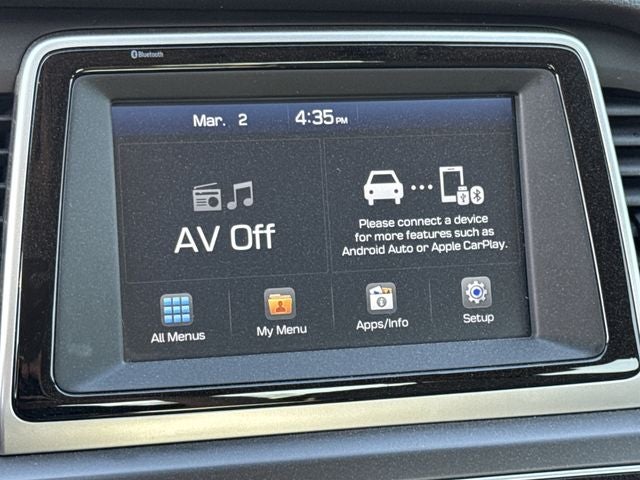 Bluetooth
Mar. 2 4:35 PM
AV Off
Please connect a device
for more features such as
Android Auto or Apple CarPlay.
All Menus My Menu Apps/Info Setup